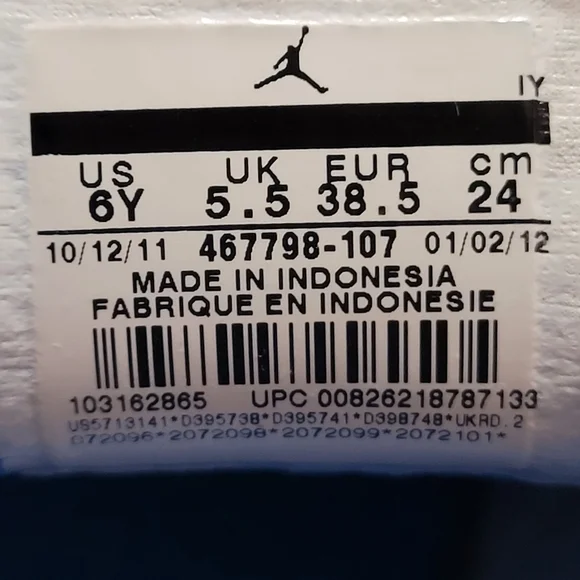 IY
US UK EUR cm
6Y 5.5 38.5 24
10/12/11 467798-107 01/02/12
MADE IN INDONESIA
FABRIQUE EN INDONESIE
103162865 UPC 00826218787133
US5713141*D395738*D395741*D398748*UKRD.2
072096*2072098*2072099*2072101*